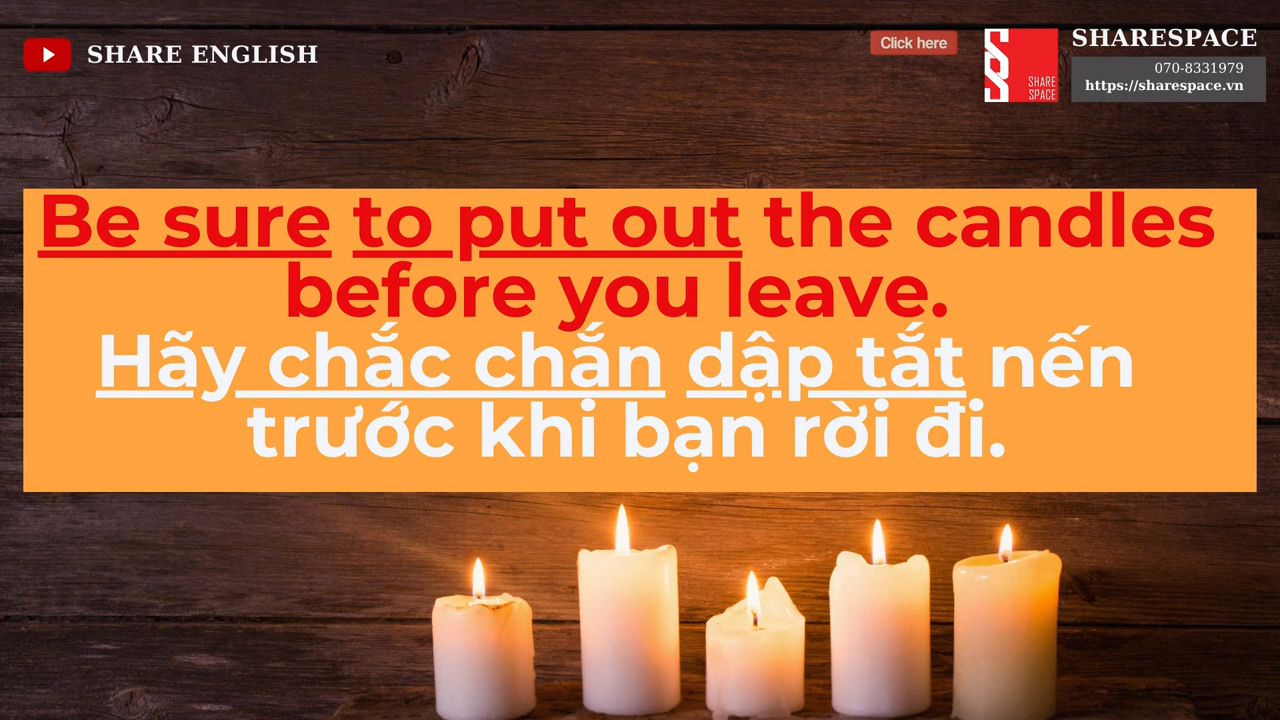 SHARE ENGLISH
Click here
SHARE
SPACE
SHARESPACE
070-8331979
https://sharespace.vn
Be sure to put out the candles
before you leave.
Hãy chắc chắn dập tắt nến
trước khi bạn rời đi.